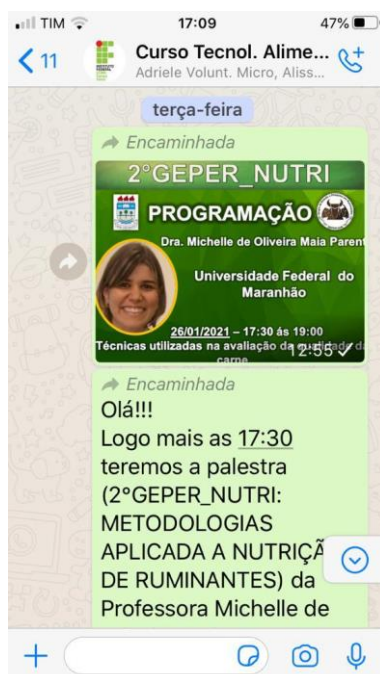 TIM 17:09 47%
11 Curso Tecnol. Alime...
Adriele Volunt. Micro, Aliss...
terça-feira
Encaminhada
2°GEPER_NUTRI
PROGRAMAÇÃO
Dra. Michelle de Oliveira Maia Parent
Universidade Federal do
Maranhão
26/01/2021 – 17:30 ás 19:00
Técnicas utilizadas na avaliação da qualidade da
carne
12:55
Encaminhada
Olá!!!
Logo mais as 17:30
teremos a palestra
(2°GEPER_NUTRI:
METODOLOGIAS
APLICADA A NUTRIÇÃ
DE RUMINANTES) da
Professora Michelle de